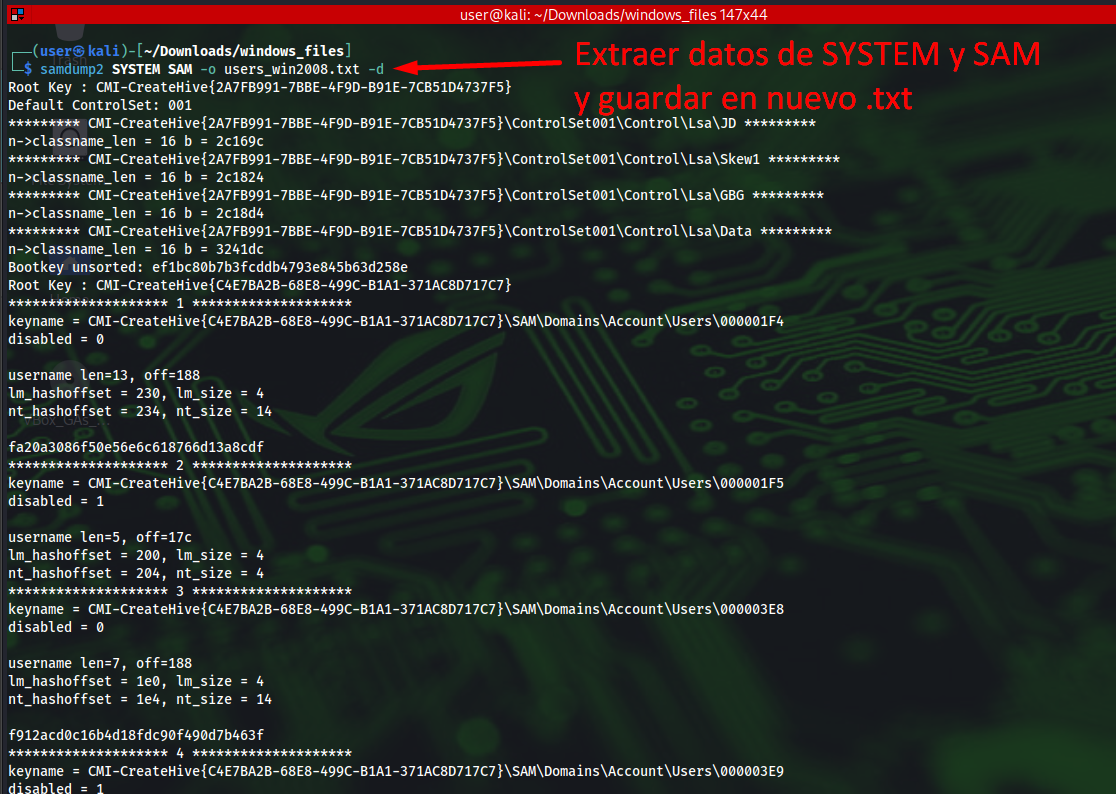 user@kali: ~/Downloads/windows_files 147x44
┌──(user㉿kali)-[~/Downloads/windows_files]
└─$ samdump2 SYSTEM SAM -o users_win2008.txt -d
Extraer datos de SYSTEM y SAM
y guardar en nuevo .txt
Root Key : CMI-CreateHive{2A7FB991-7BBE-4F9D-B91E-7CB51D4737F5}
Default ControlSet: 001
********* CMI-CreateHive{2A7FB991-7BBE-4F9D-B91E-7CB51D4737F5}\ControlSet001\Control\Lsa\JD *********
n->classname_len = 16 b = 2c169c
********* CMI-CreateHive{2A7FB991-7BBE-4F9D-B91E-7CB51D4737F5}\ControlSet001\Control\Lsa\Skew1 *********
n->classname_len = 16 b = 2c1824
********* CMI-CreateHive{2A7FB991-7BBE-4F9D-B91E-7CB51D4737F5}\ControlSet001\Control\Lsa\GBG *********
n->classname_len = 16 b = 2c18d4
********* CMI-CreateHive{2A7FB991-7BBE-4F9D-B91E-7CB51D4737F5}\ControlSet001\Control\Lsa\Data *********
n->classname_len = 16 b = 3241dc
Bootkey unsorted: ef1bc80b7b3fcddb4793e845b63d258e
Root Key : CMI-CreateHive{C4E7BA2B-68E8-499C-B1A1-371AC8D717C7}
******************** 1 ********************
keyname = CMI-CreateHive{C4E7BA2B-68E8-499C-B1A1-371AC8D717C7}\SAM\Domains\Account\Users\000001F4
disabled = 0
username len=13, off=188
lm_hashoffset = 230, lm_size = 4
nt_hashoffset = 234, nt_size = 14
fa20a3086f50e56e6c618766d13a8cdf
******************** 2 ********************
keyname = CMI-CreateHive{C4E7BA2B-68E8-499C-B1A1-371AC8D717C7}\SAM\Domains\Account\Users\000001F5
disabled = 1
username len=5, off=17c
lm_hashoffset = 200, lm_size = 4
nt_hashoffset = 204, nt_size = 4
******************** 3 ********************
keyname = CMI-CreateHive{C4E7BA2B-68E8-499C-B1A1-371AC8D717C7}\SAM\Domains\Account\Users\000003E8
disabled = 0
username len=7, off=188
lm_hashoffset = 1e0, lm_size = 4
nt_hashoffset = 1e4, nt_size = 14
f912acd0c16b4d18fdc90f490d7b463f
******************** 4 ********************
keyname = CMI-CreateHive{C4E7BA2B-68E8-499C-B1A1-371AC8D717C7}\SAM\Domains\Account\Users\000003E9
disabled = 1